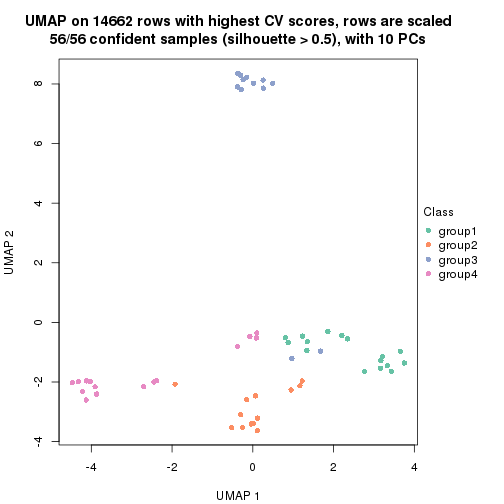 UMAP on 14662 rows with highest CV scores, rows are scaled
56/56 confident samples (silhouette > 0.5), with 10 PCs
8
6
4
2
0
-2
-4
UMAP 2
-4
-2
0
2
4
UMAP 1
Class
group1
group2
group3
group4